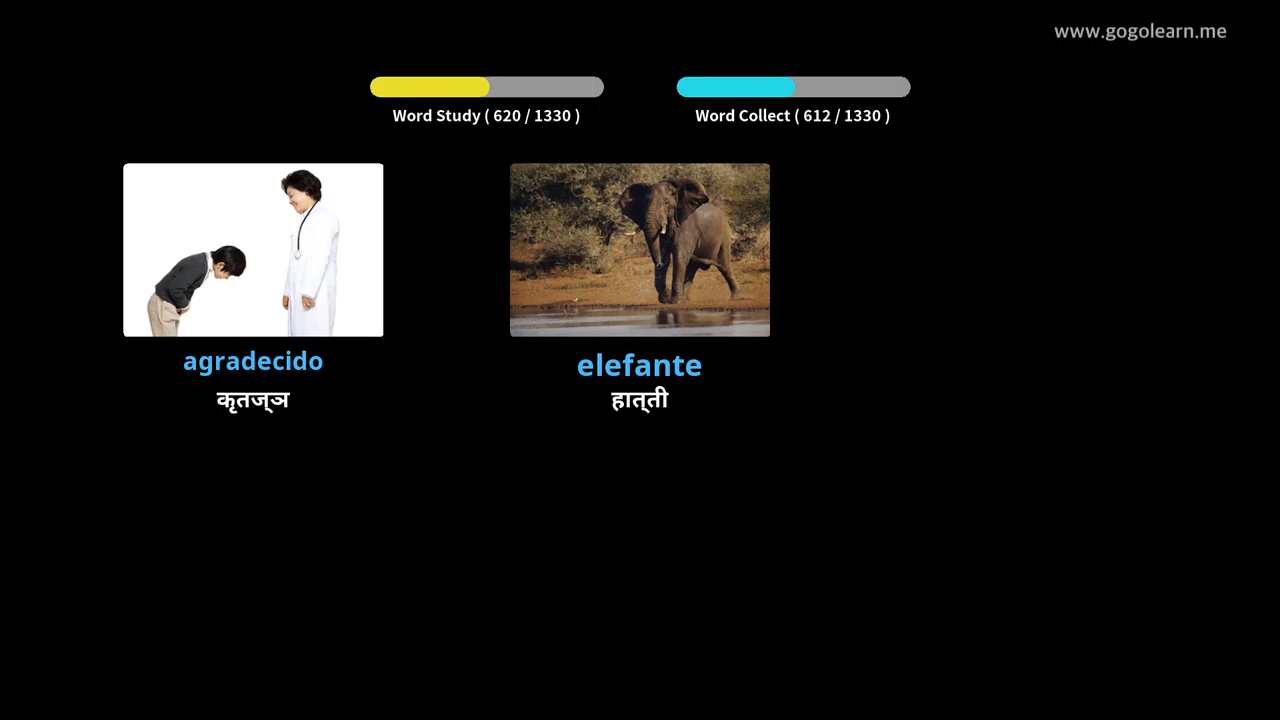 www.gogolearn.me
Word Study ( 620 / 1330 )
Word Collect ( 612 / 1330 )
agradecido
कृतज्ञ
elefante
हात्ती